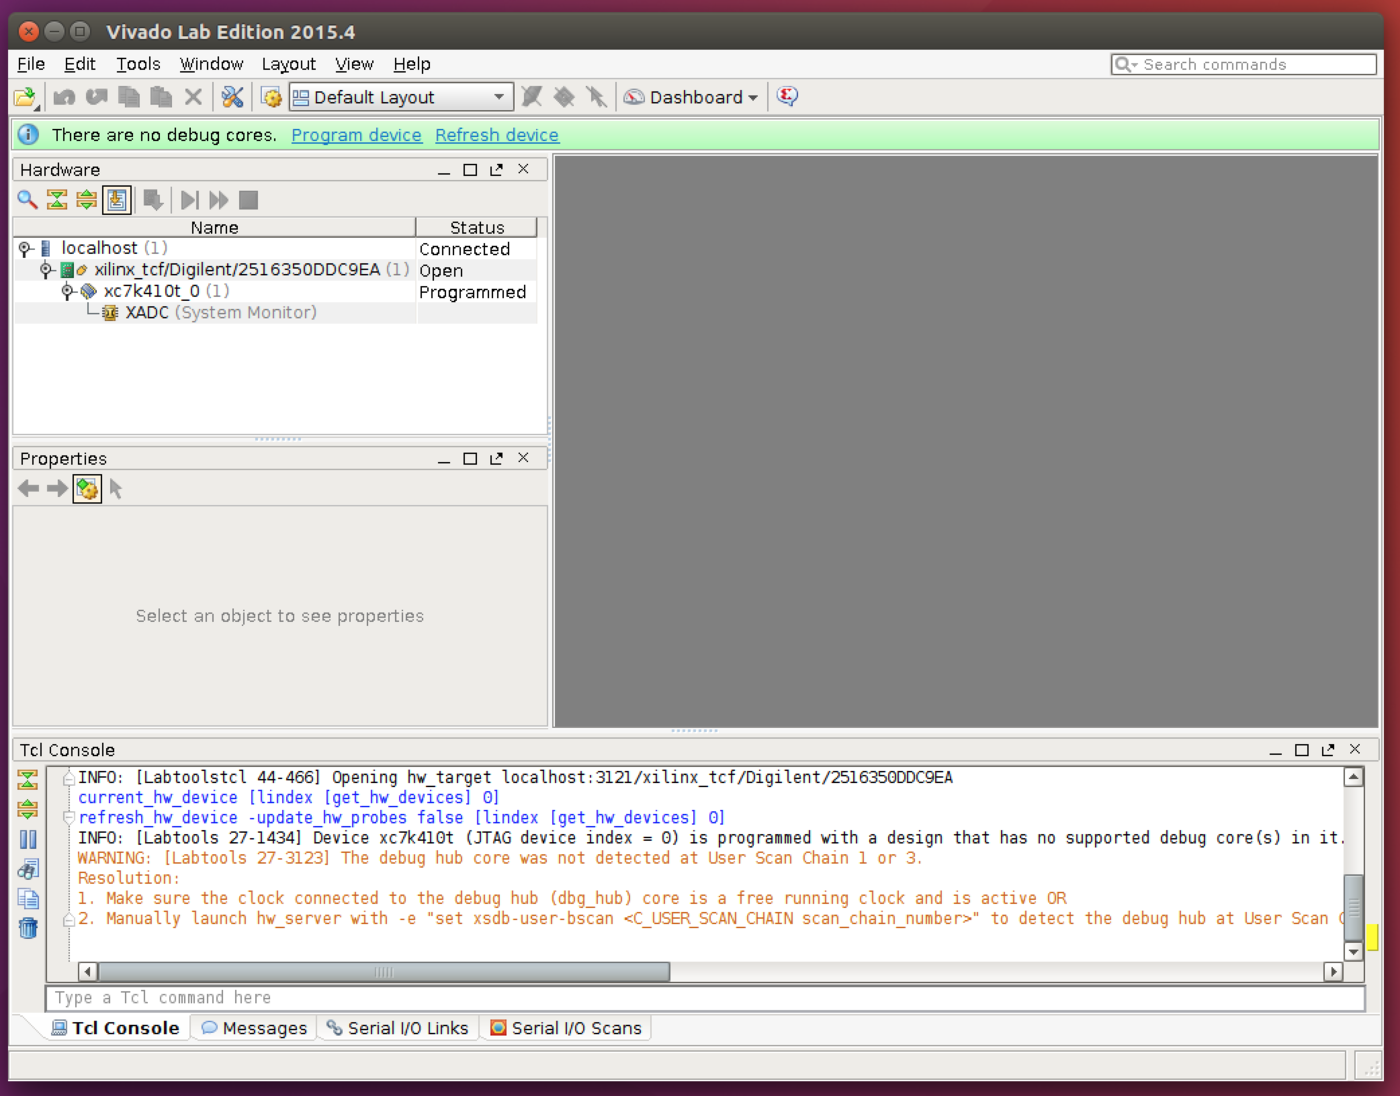 Vivado Lab Edition 2015.4
File Edit Tools Window Layout View Help
Search commands
Default Layout
Dashboard
There are no debug cores. Program device Refresh device
Hardware
Name Status
localhost (1) Connected
xilinx_tcf/Digilent/2516350DDC9EA (1) Open
xc7k410t_0 (1) Programmed
XADC (System Monitor)
Properties
Select an object to see properties
Tcl Console
INFO: [Labtoolstcl 44-466] Opening hw_target localhost:3121/xilinx_tcf/Digilent/2516350DDC9EA
current_hw_device [lindex [get_hw_devices] 0]
refresh_hw_device -update_hw_probes false [lindex [get_hw_devices] 0]
INFO: [Labtools 27-1434] Device xc7k410t (JTAG device index = 0) is programmed with a design that has no supported debug core(s) in it.
WARNING: [Labtools 27-3123] The debug hub core was not detected at User Scan Chain 1 or 3.
Resolution:
1. Make sure the clock connected to the debug hub (dbg_hub) core is a free running clock and is active OR
2. Manually launch hw_server with -e "set xsdb-user-bscan <C_USER_SCAN_CHAIN scan_chain_number>" to detect the debug hub at User Scan
Type a Tcl command here
Tcl Console Messages Serial I/O Links Serial I/O Scans